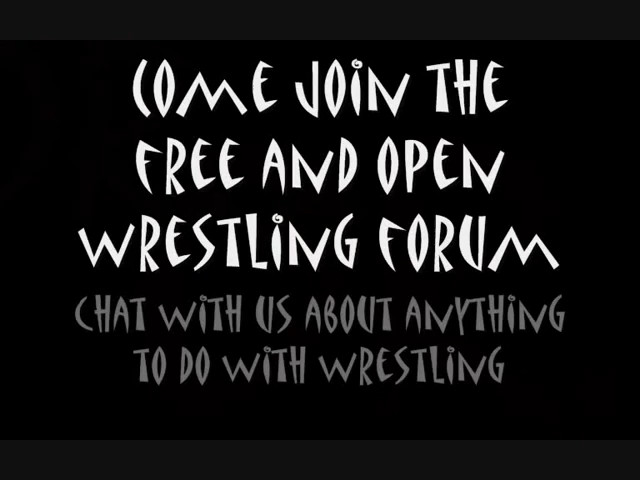 COME JOiN THE
FREE AND OPEN
WRESTLiNG FORUM
CHAT WiTH US ABOUT ANYTHiNG
TO DO WiTH WRESTLiNG